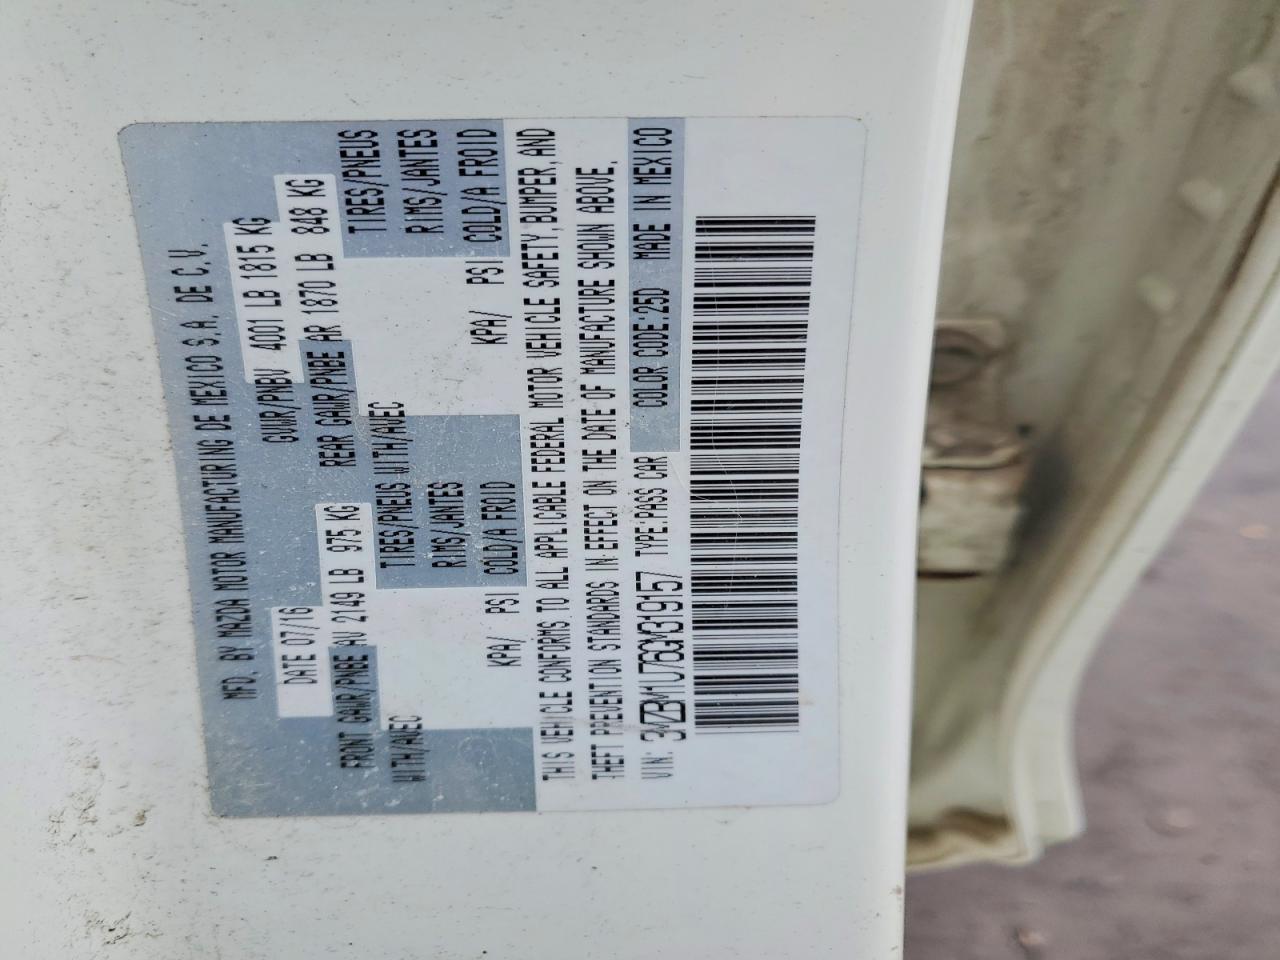 MFD. BY MAZDA MOTOR MANUFACTURING DE MEXICO S.A. DE C.V.
DATE 07/16 GVWR/PNBV 4001 LB 1815 KG
FRONT GAWR/PNBE AV 2149 LB 975 KG REAR GAWR/PNBE AR 1870 LB 848 KG
WITH/AVEC TIRES/PNEUS WITH/AVEC TIRES/PNEUS
RIMS/JANTES RIMS/JANTES
KPA/ PSI COLD/A FROID KPA/ PSI COLD/A FROID
THIS VEHICLE CONFORMS TO ALL APPLICABLE FEDERAL MOTOR VEHICLE SAFETY, BUMPER, AND
THEFT PREVENTION STANDARDS IN EFFECT ON THE DATE OF MANUFACTURE SHOWN ABOVE.
VIN: 3MZBM1U76GM319157 TYPE:PASS CAR COLOR CODE:25D MADE IN MEXICO